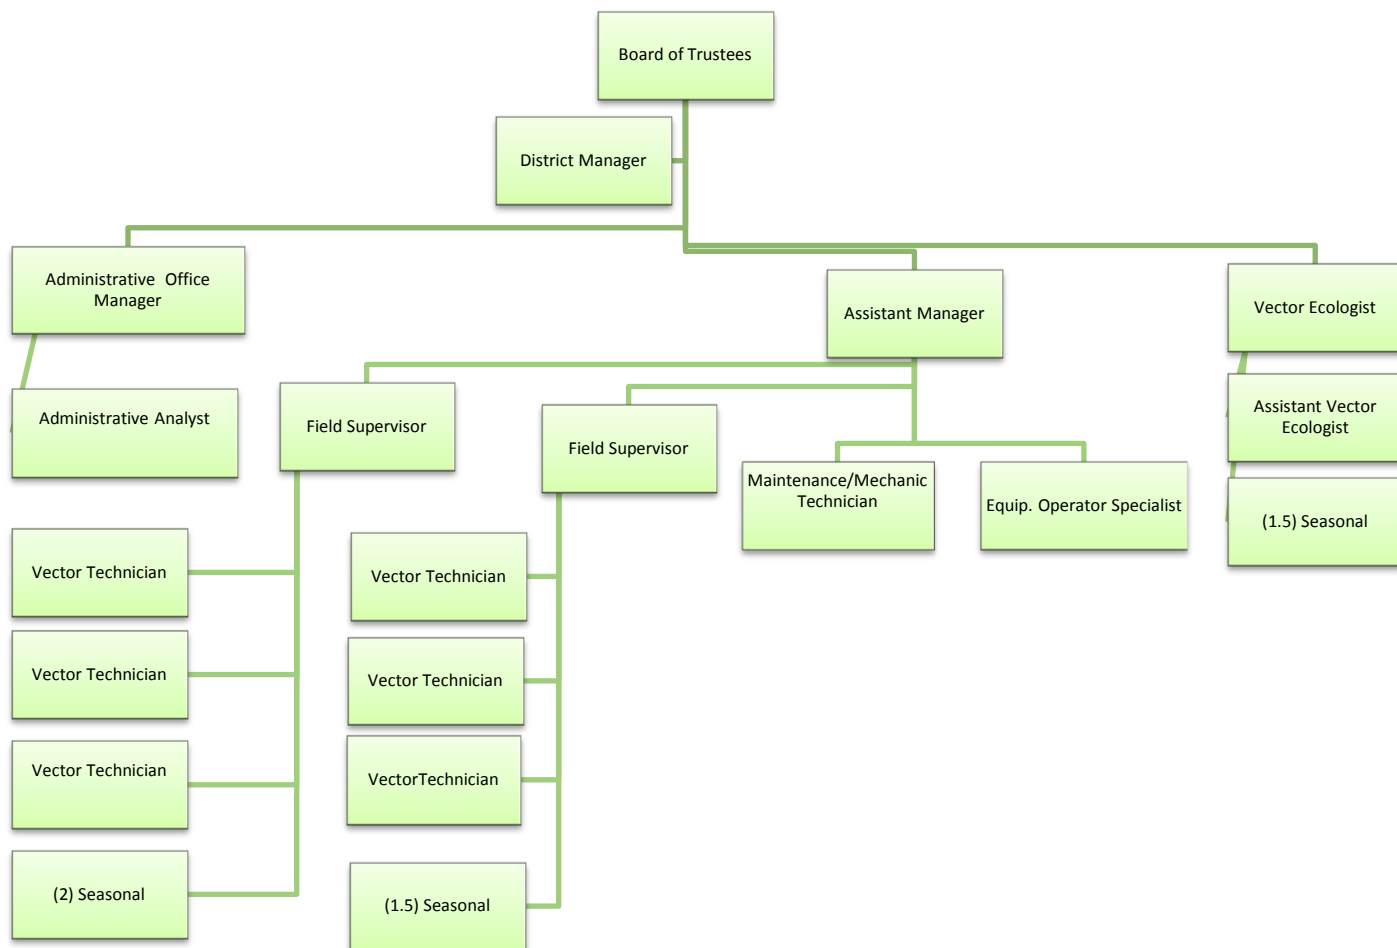 Board of Trustees
District Manager
Administrative Office
Manager
Assistant Manager
Vector Ecologist
Administrative Analyst
Field Supervisor
Field Supervisor
Maintenance/Mechanic
Technician
Equip. Operator Specialist
Assistant Vector
Ecologist
(1.5) Seasonal
Vector Technician
Vector Technician
Vector Technician
(2) Seasonal
Vector Technician
Vector Technician
VectorTechnician
(1.5) Seasonal